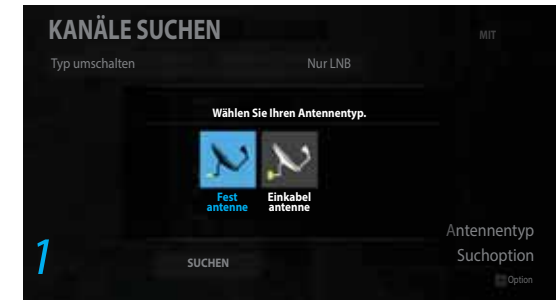 KANÄLE SUCHEN
MIT
Typ umschalten
Nur LNB
Wählen Sie Ihren Antennentyp.
Fest
antenne
Einkabel
antenne
Antennentyp
1
SUCHEN
Suchoption
Option